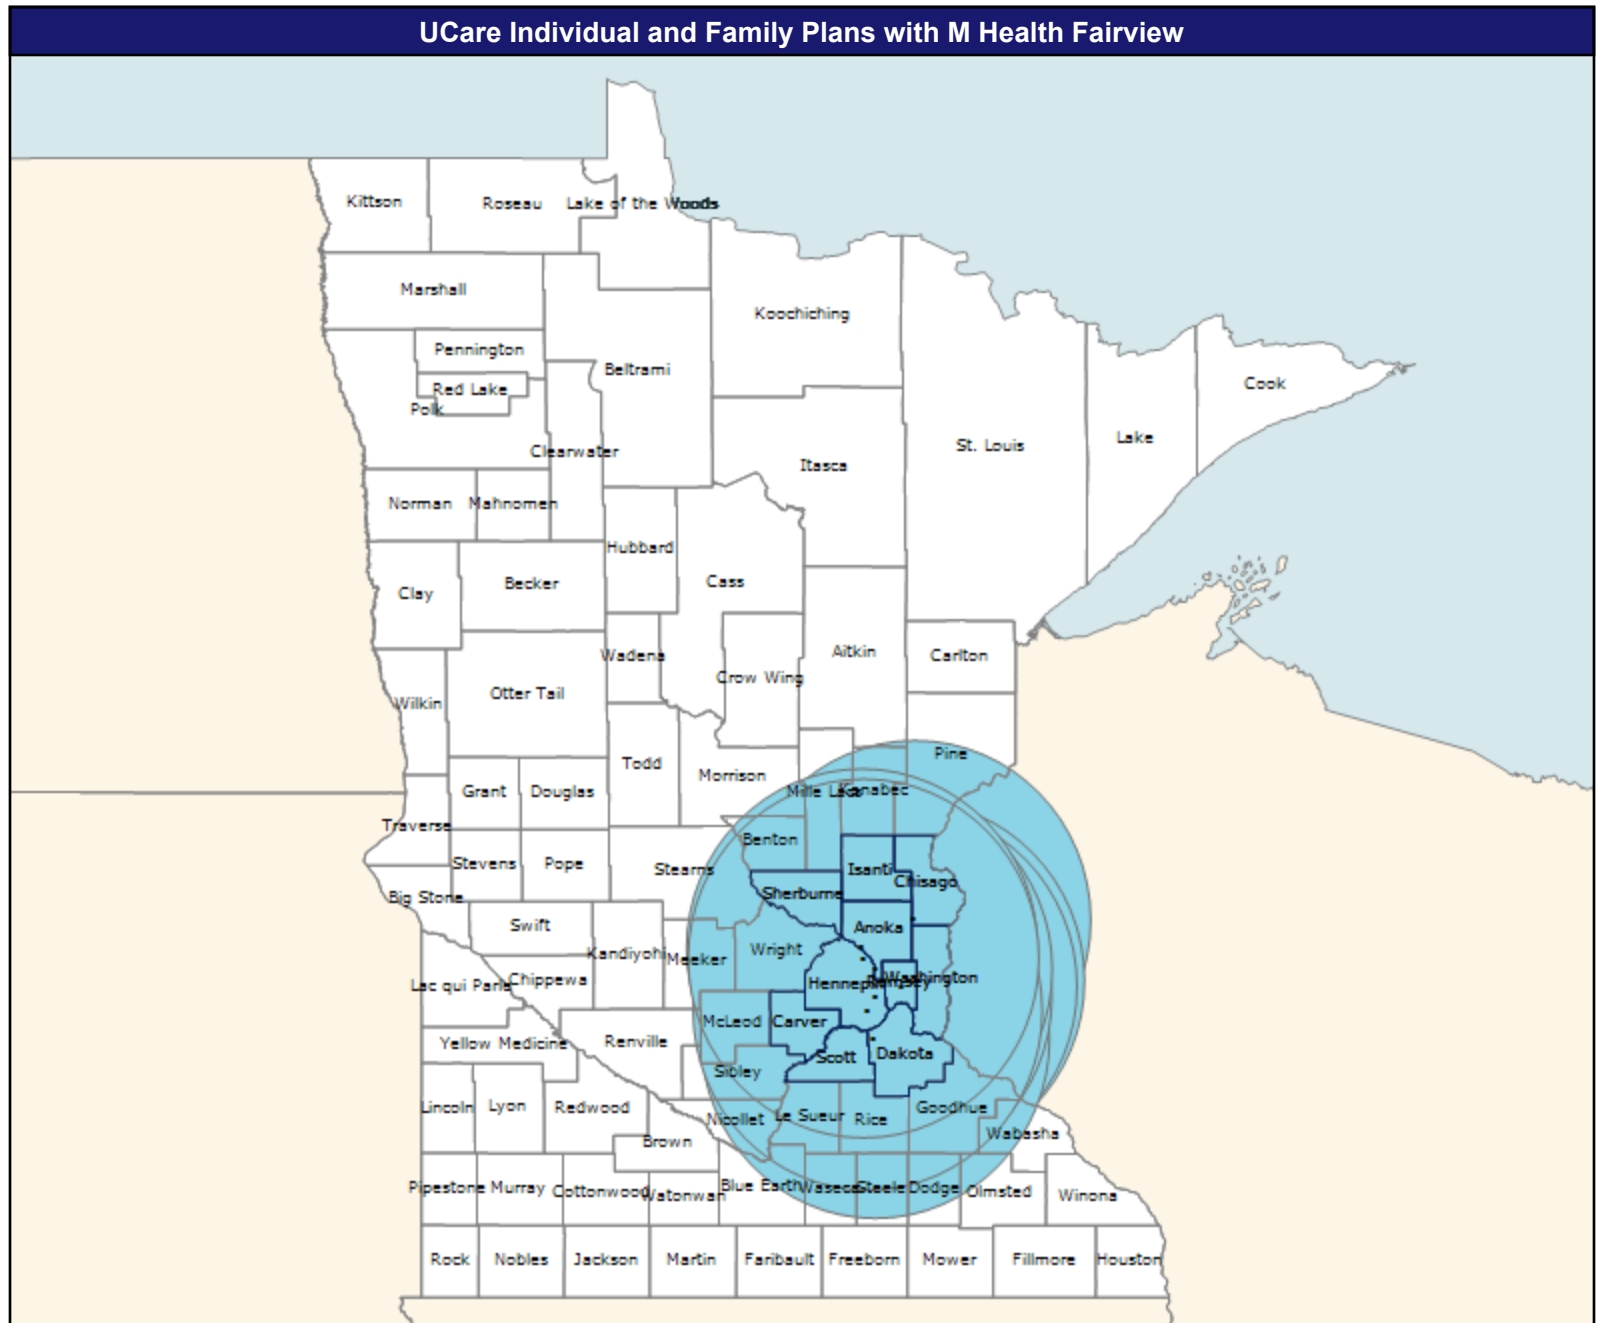 UCare Individual and Family Plans with M Health Fairview
Kittson
Roseau
Lake of the Woods
Marshall
Koochiching
Pennington
Beltrami
Red Lake
Cook
Polk
Lake
St. Louis
Clearwater
Itasca
Norman
Mahnomen
Hubbard
Cass
Becker
Clay
Aitkin
Carlton
Wadena
Crow Wing
Otter Tail
Wilkin
Pine
Todd
Morrison
Grant
Douglas
Mille Lacs
Kanabec
Traverse
Benton
Stevens
Pope
Stearns
Isanti
Chisago
Sherburne
Big Stone
Swift
Anoka
Wright
Kandiyohi
Meeker
Chippewa
Lac qui Parle
Hennepin
Ramsey
Washington
McLeod
Carver
Yellow Medicine
Renville
Scott
Dakota
Sibley
Lincoln
Lyon
Redwood
Goodhue
Nicollet
Le Sueur
Rice
Wabasha
Brown
Pipestone
Murray
Cottonwood
Watonwan
Blue Earth
Waseca
Steele
Dodge
Olmsted
Winona
Rock
Nobles
Jackson
Martin
Faribault
Freeborn
Mower
Fillmore
Houston